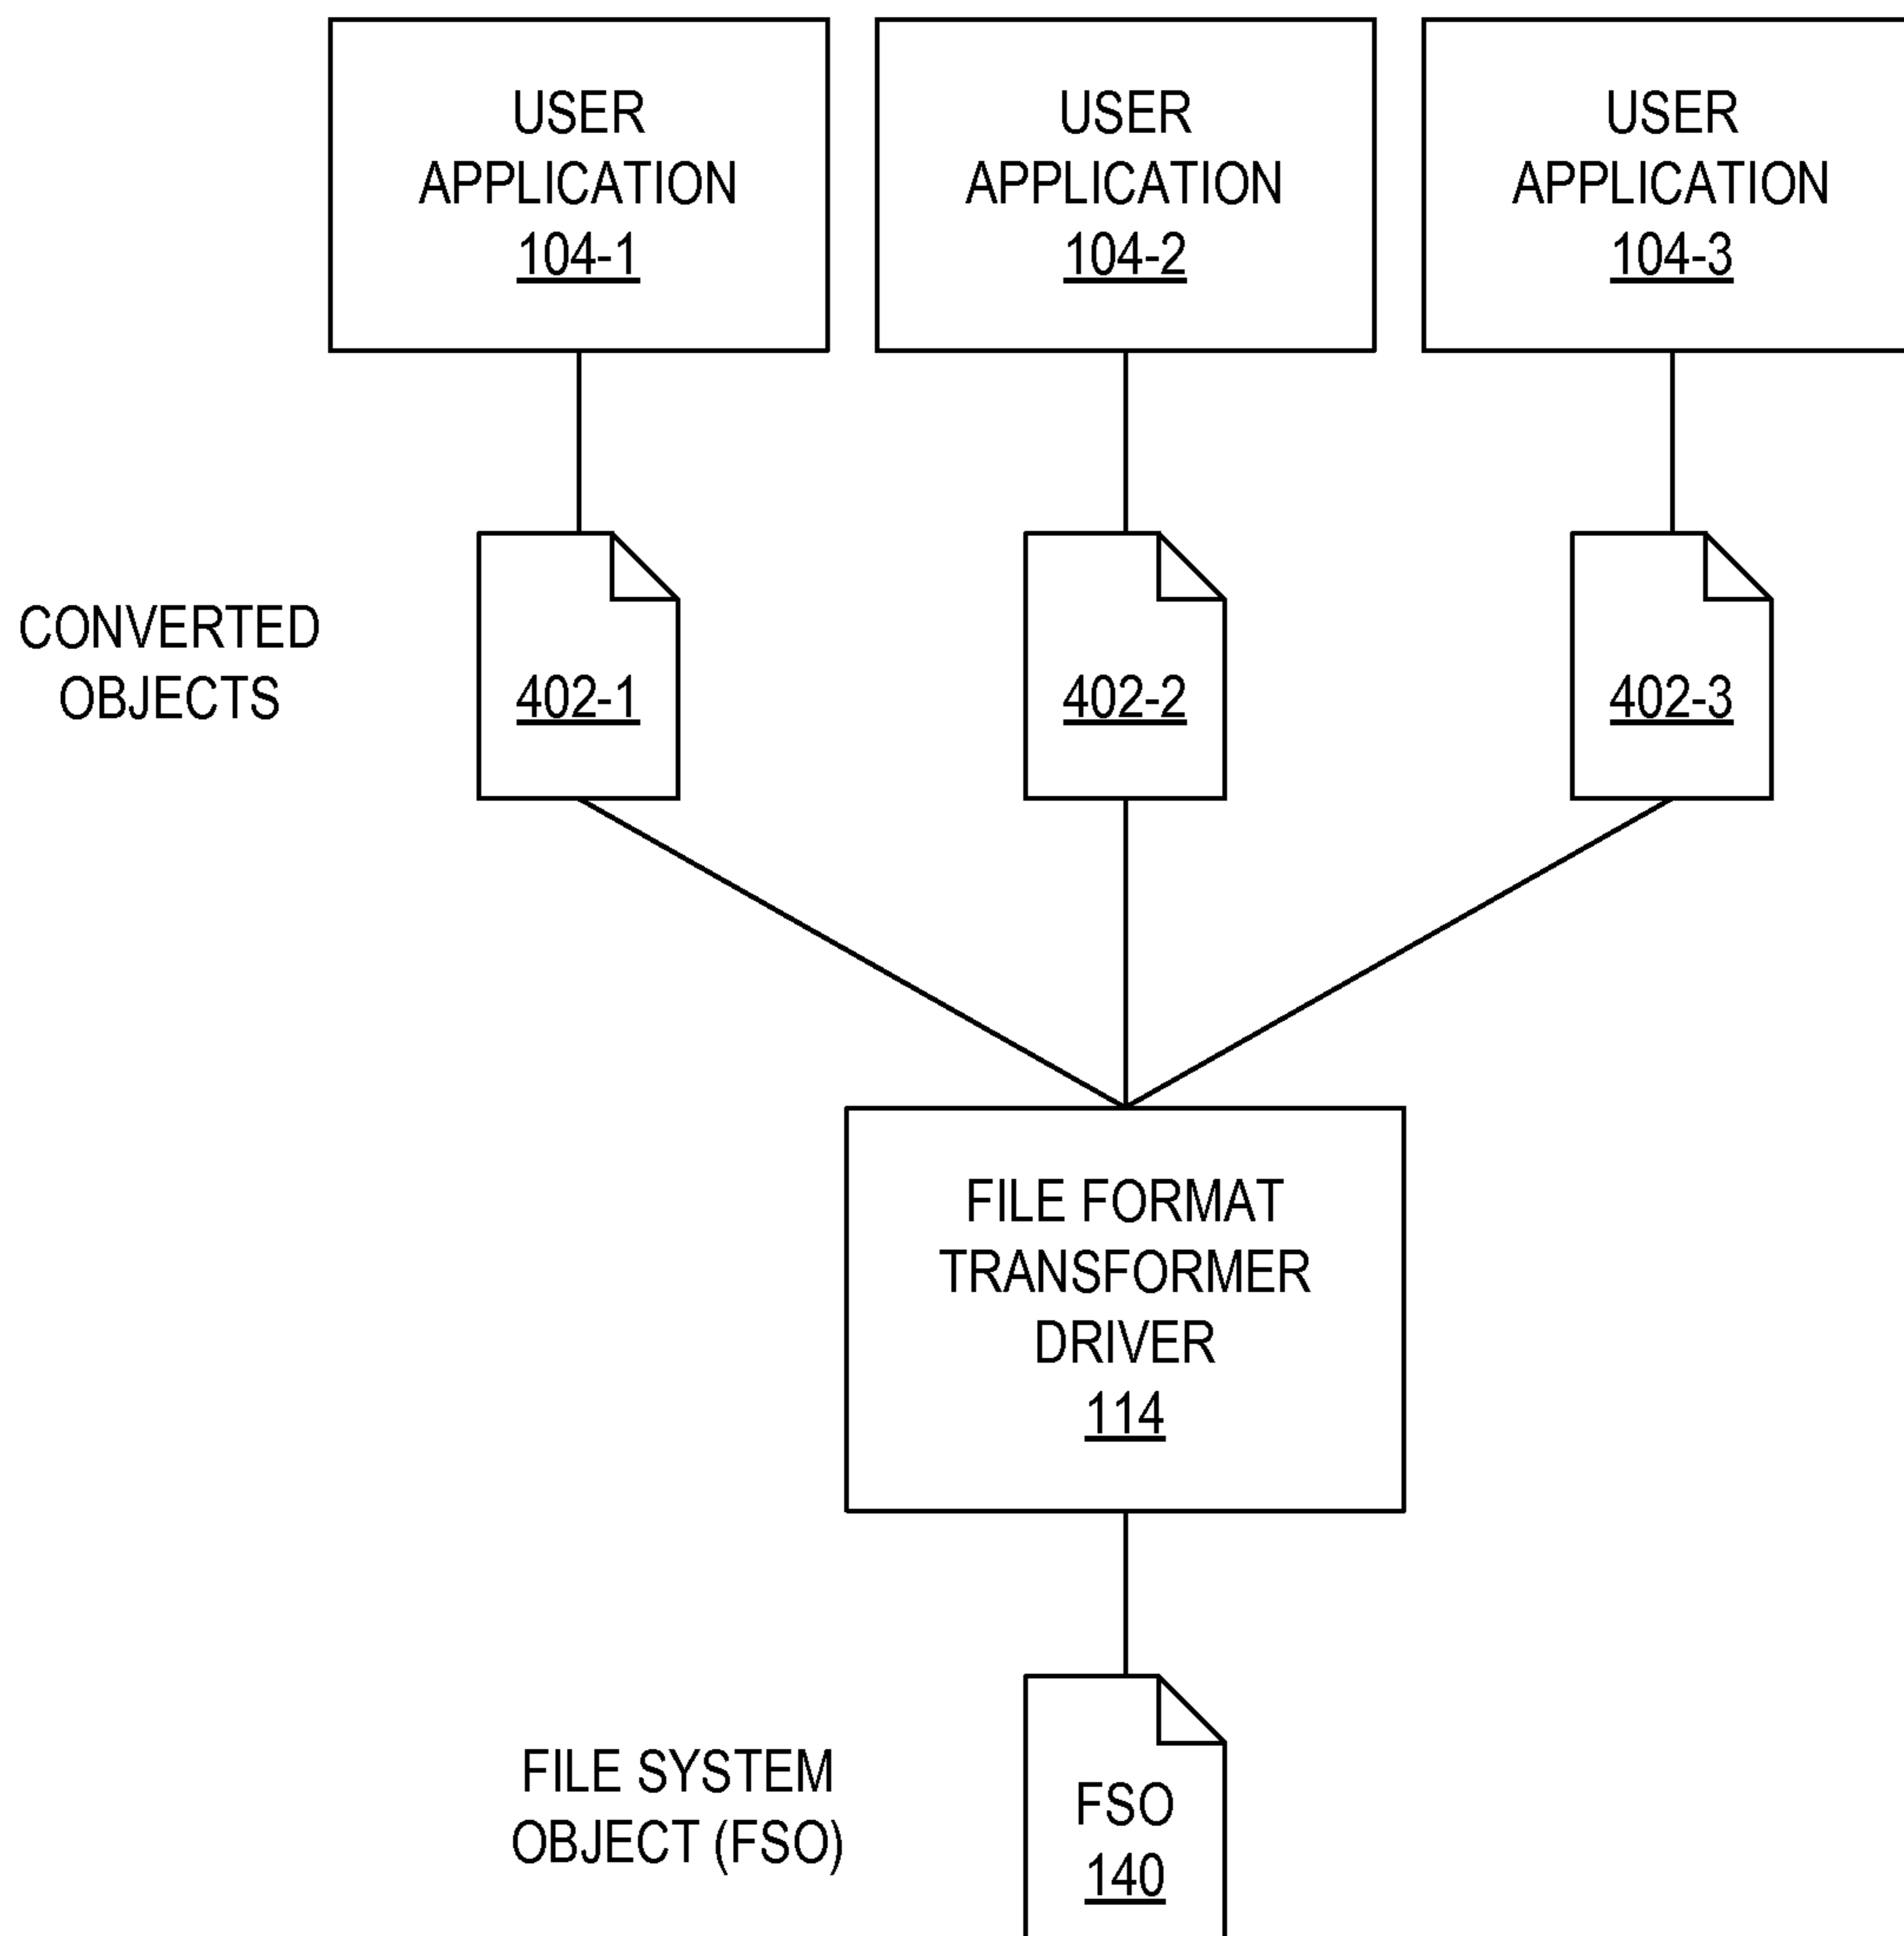 USER
APPLICATION
104-1
USER
APPLICATION
104-2
USER
APPLICATION
104-3
CONVERTED
OBJECTS
402-1
402-2
402-3
FILE FORMAT
TRANSFORMER
DRIVER
114
FILE SYSTEM
OBJECT (FSO)
FSO
140